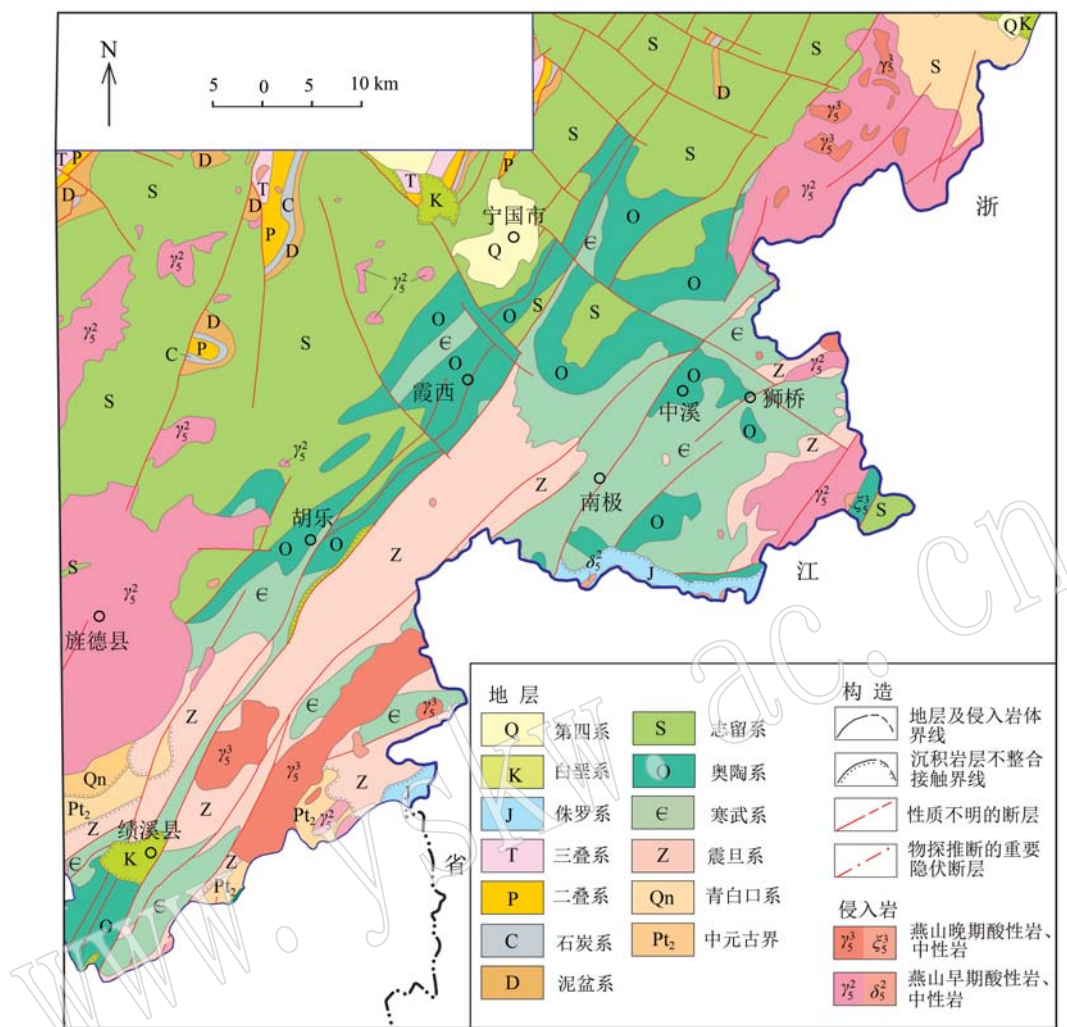 N
5 0 5 10 km
Q K
S
S
S
D
γ₅³
S
T P
D
D
S
T
D
C
P
D
T
K
P
S
S
γ₅³
γ₅³
γ₅²
浙
宁国市
Q
O
Є
O
γ₅²
γ₅²
γ₅²
D
C P
S
O
Є
O
O
S
S
O
Є
Z
γ₅²
霞西
O
中溪
狮桥
O
S
γ₅²
γ₅²
Є
Z
Z
南极
γ₅²
ξ₅³
S
胡乐
O
O
Z
O
δ₅²
J
江
S
γ₅²
Є
旌德县
Z
Є
Є
γ₅³
γ₅³
γ₅³
Qn
Pt₂
Z
Z
Z
Pt₂
γ₅²
J
绩溪县
K
Є
Z
Pt₂
Є
O
省
地层
Q 第四系
K 白垩系
J 侏罗系
T 三叠系
P 二叠系
C 石炭系
D 泥盆系
S 志留系
O 奥陶系
Є 寒武系
Z 震旦系
Qn 青白口系
Pt₂ 中元古界
构造
地层及侵入岩体
界线
沉积岩层不整合
接触界线
性质不明的断层
物探推断的重要
隐伏断层
侵入岩
γ₅³ ξ₅³ 燕山晚期酸性岩、
中性岩
γ₅² δ₅² 燕山早期酸性岩、
中性岩
www.yskw.ac.cn